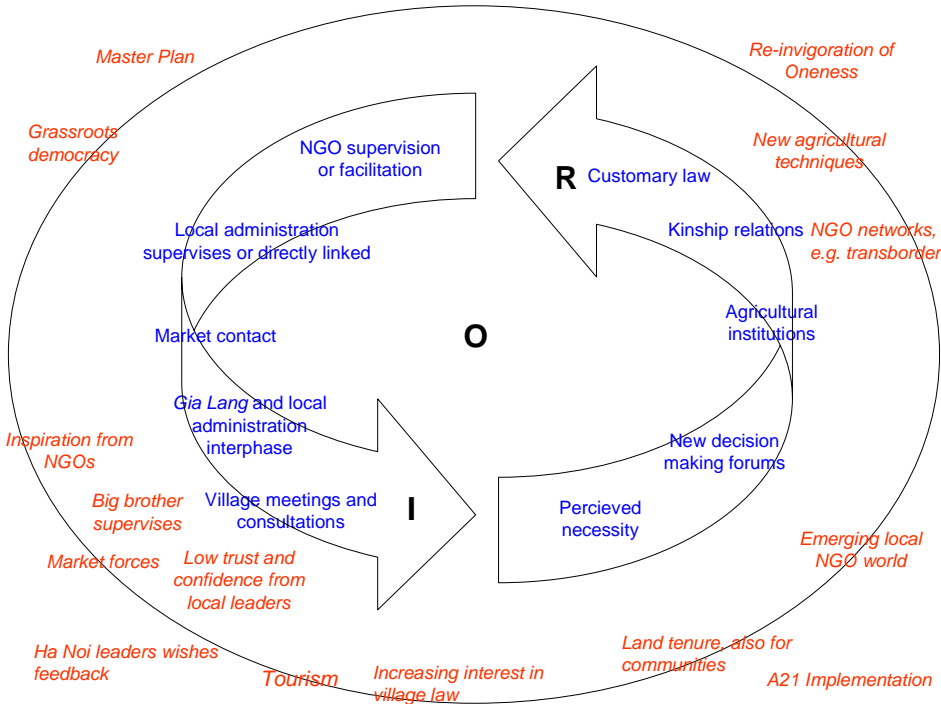 Master Plan
Re-invigoration of
Oneness
Grassroots
democracy
NGO supervision
or facilitation
R
Customary law
New agricultural
techniques
Local administration
supervises or directly linked
Kinship relations
NGO networks,
e.g. transborder
Market contact
O
Agricultural
institutions
Gia Lang and local
administration
interphase
Inspiration from
NGOs
New decision
making forums
Big brother
supervises
Village meetings and
consultations
I
Percieved
necessity
Market forces
Low trust and
confidence from
local leaders
Emerging local
NGO world
Ha Noi leaders wishes
feedback
Tourism
Increasing interest in
village law
Land tenure, also for
communities
A21 Implementation